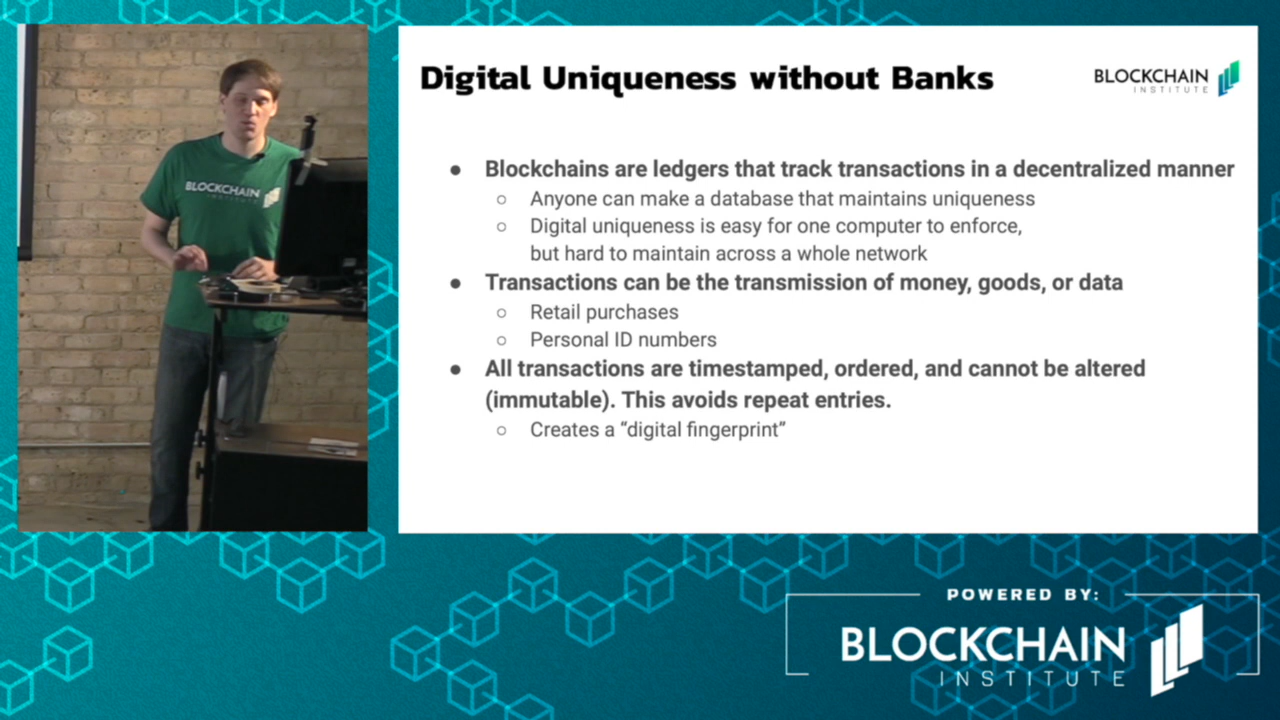 Digital Uniqueness without Banks
BLOCKCHAIN
INSTITUTE
● Blockchains are ledgers that track transactions in a decentralized manner
○ Anyone can make a database that maintains uniqueness
○ Digital uniqueness is easy for one computer to enforce,
but hard to maintain across a whole network
● Transactions can be the transmission of money, goods, or data
○ Retail purchases
○ Personal ID numbers
● All transactions are timestamped, ordered, and cannot be altered
(immutable). This avoids repeat entries.
○ Creates a “digital fingerprint”
BLOCKCHAIN
INSTITUTE
POWERED BY:
BLOCKCHAIN
INSTITUTE